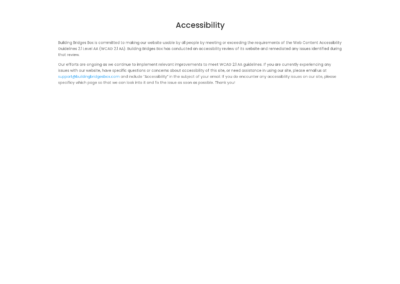 Accessibility
Building Bridges Bao is committed to making our website usable by all people by meeting or exceeding the requirements of the Web Content Accessibility
Guidelines 2.1 Level AA (WCAG 2.1 AA). Building Bridges Bao has conducted an accessibility review of its website and remediated any issues identified during
that review.
Our efforts are ongoing as we continue to implement relevant improvements to meet WCAG 2.1 AA guidelines. If you are currently experiencing any
issues with our website, have specific questions or concerns about accessibility of this site, or need assistance in using our site, please email us at
and include "accessibility" in the subject of your email. If you do encounter any accessibility issues on our site, please
specify which page so that we can look into it and fix the issue as soon as possible. Thank you!